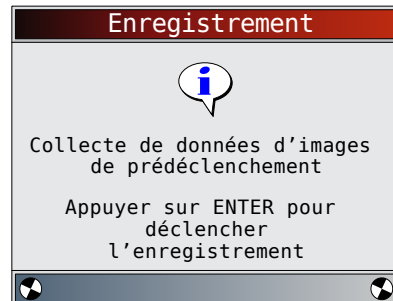 Enregistrement
i
Collecte de données d’images
de prédéclenchement
Appuyer sur ENTER pour
déclencher
l’enregistrement